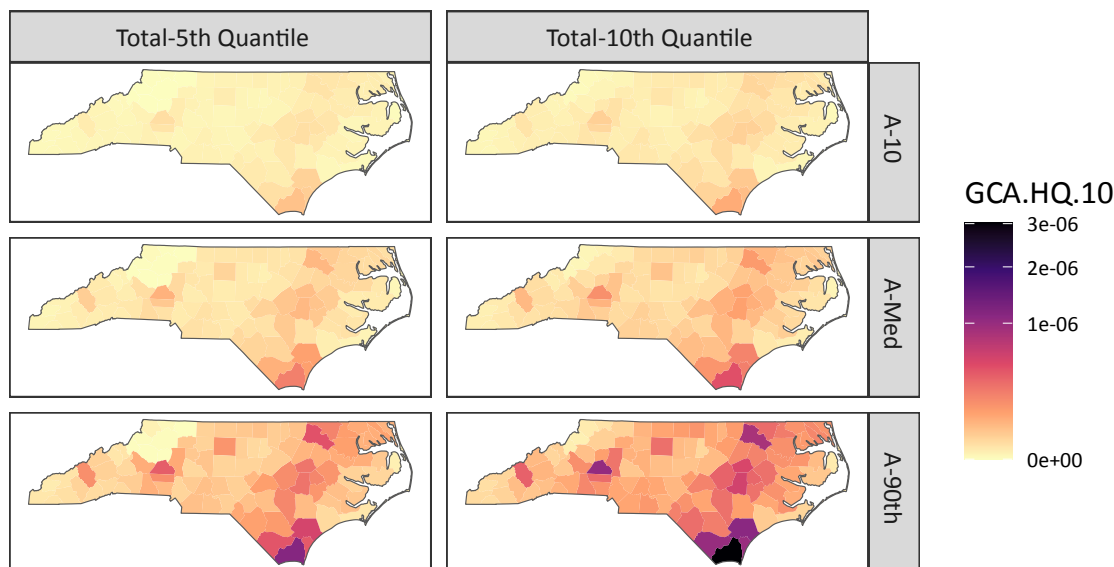 Total-5th Quantile
Total-10th Quantile
A-10
A-Med
A-90th
GCA.HQ.10
3e-06
2e-06
1e-06
0e+00